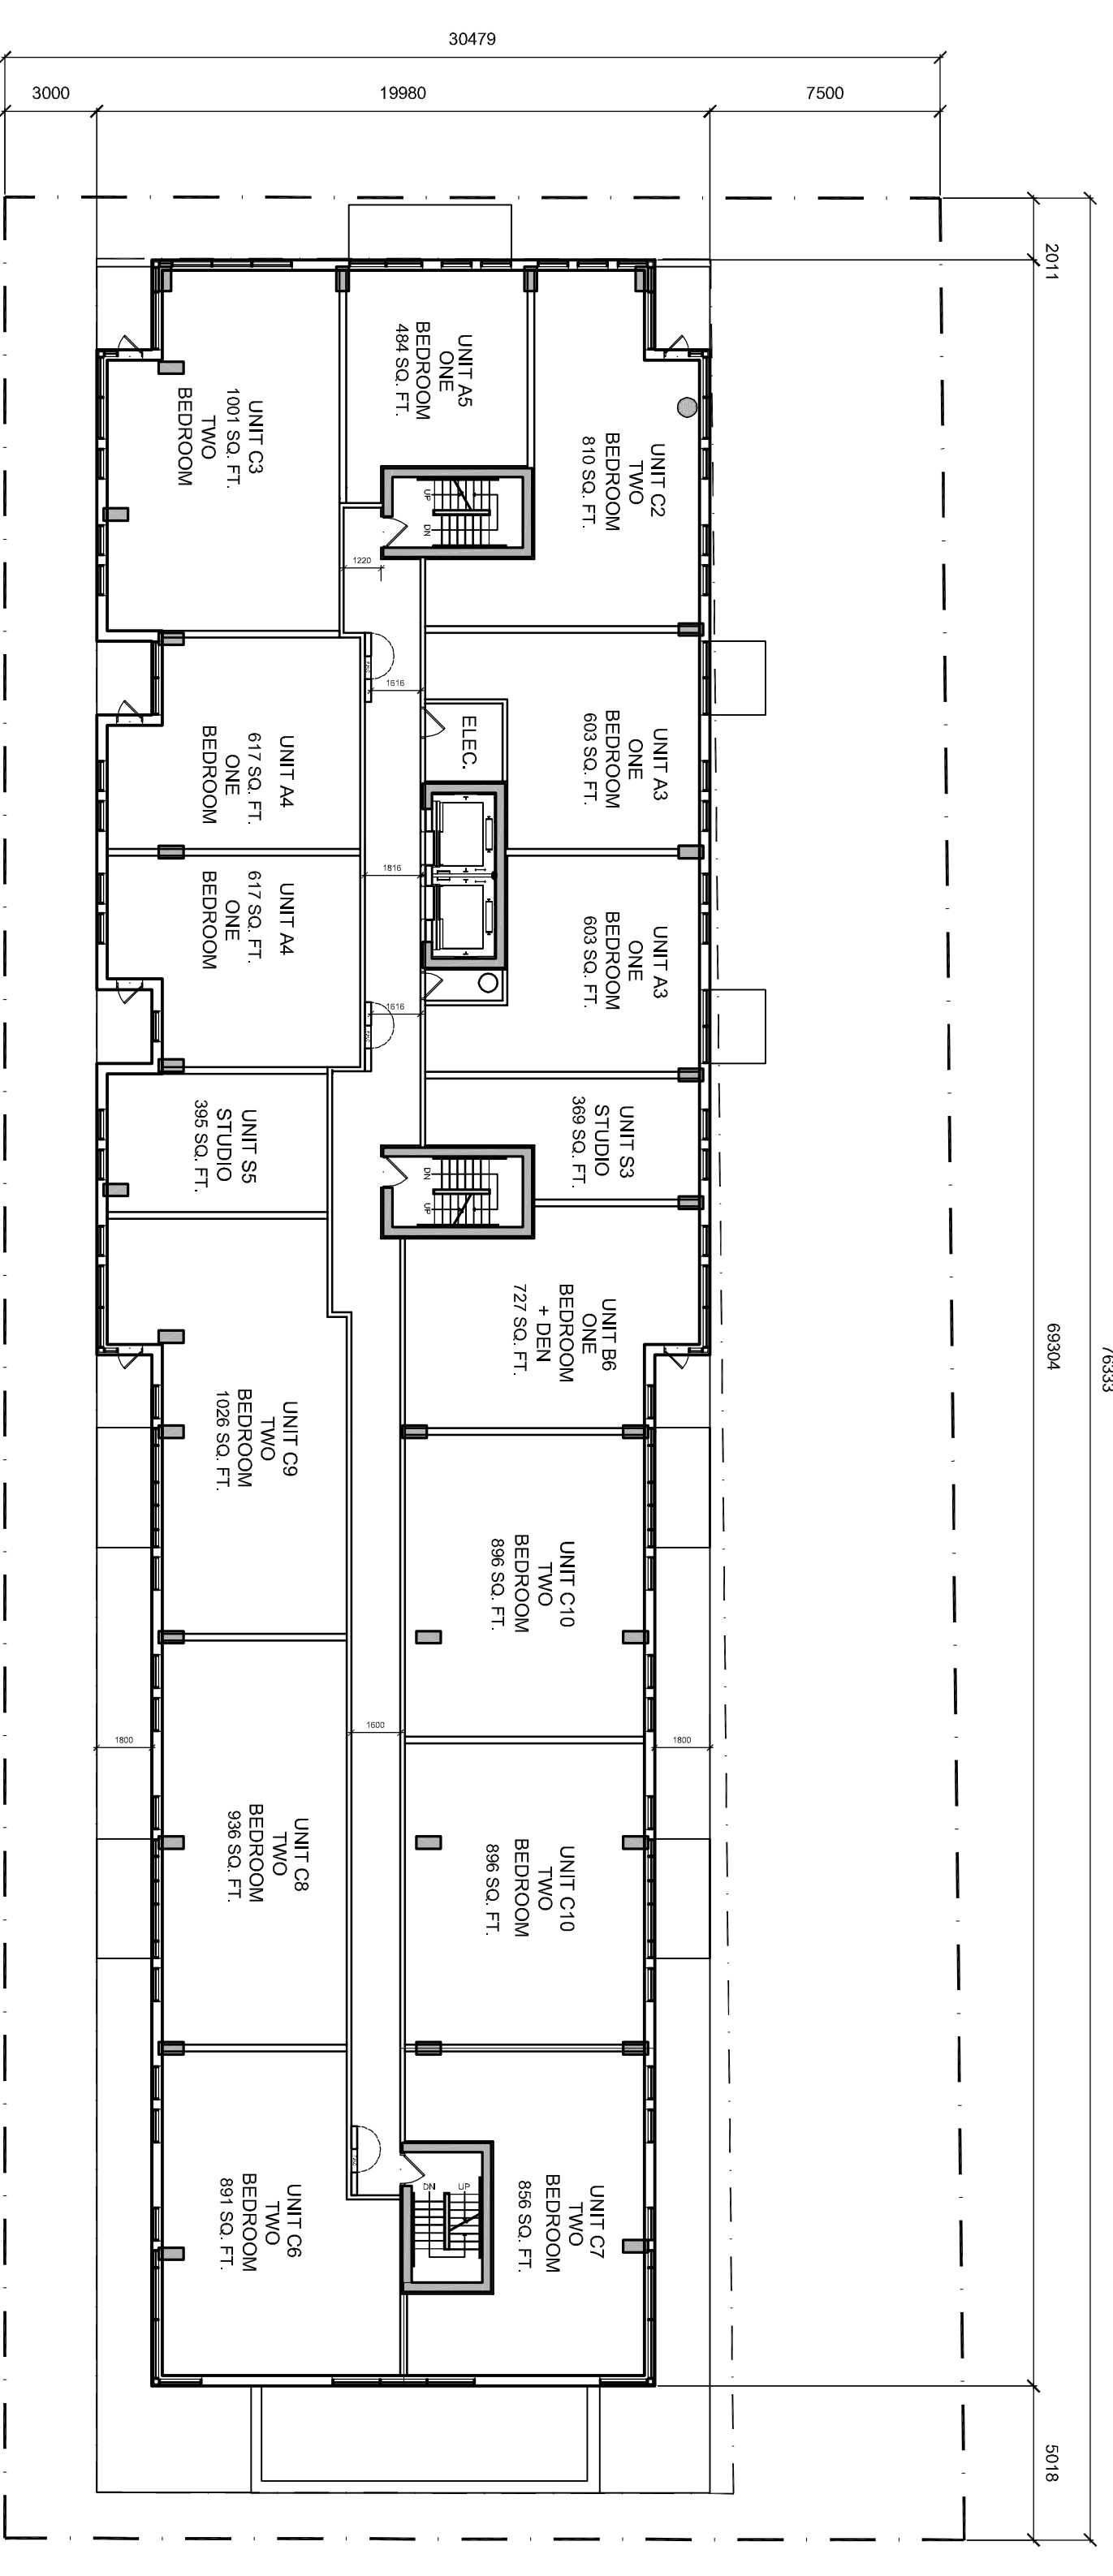 30479
3000
19980
7500
2011
69304
76333
5018
UNIT C3
1001 SQ. FT.
TWO
BEDROOM
UNIT A5
ONE
BEDROOM
484 SQ. FT.
UNIT C2
TWO
BEDROOM
810 SQ. FT.
UP
DN
1220
1616
UNIT A4
617 SQ. FT.
ONE
BEDROOM
ELEC.
UNIT A3
ONE
BEDROOM
603 SQ. FT.
1816
UNIT A4
617 SQ. FT.
ONE
BEDROOM
UNIT A3
ONE
BEDROOM
603 SQ. FT.
1616
UNIT S5
STUDIO
395 SQ. FT.
UNIT S3
STUDIO
369 SQ. FT.
DN
UP
UNIT B6
ONE
BEDROOM
+ DEN
727 SQ. FT.
UNIT C9
TWO
BEDROOM
1026 SQ. FT.
UNIT C10
TWO
BEDROOM
896 SQ. FT.
1800
1600
1800
UNIT C8
TWO
BEDROOM
936 SQ. FT.
UNIT C10
TWO
BEDROOM
896 SQ. FT.
UNIT C6
TWO
BEDROOM
891 SQ. FT.
DN
UP
UNIT C7
TWO
BEDROOM
856 SQ. FT.